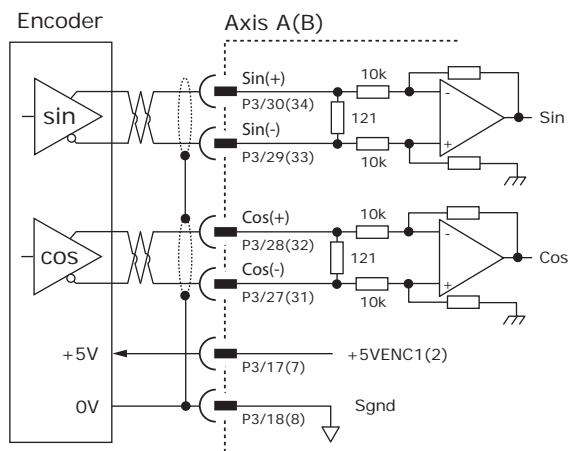 Encoder
Axis A(B)
sin
Sin(+)
P3/30(34)
10k
-
Sin
121
Sin(-)
P3/29(33)
10k
+
cos
Cos(+)
P3/28(32)
10k
-
Cos
121
Cos(-)
P3/27(31)
10k
+
+5V
P3/17(7)
+5VENC1(2)
0V
P3/18(8)
Sgnd